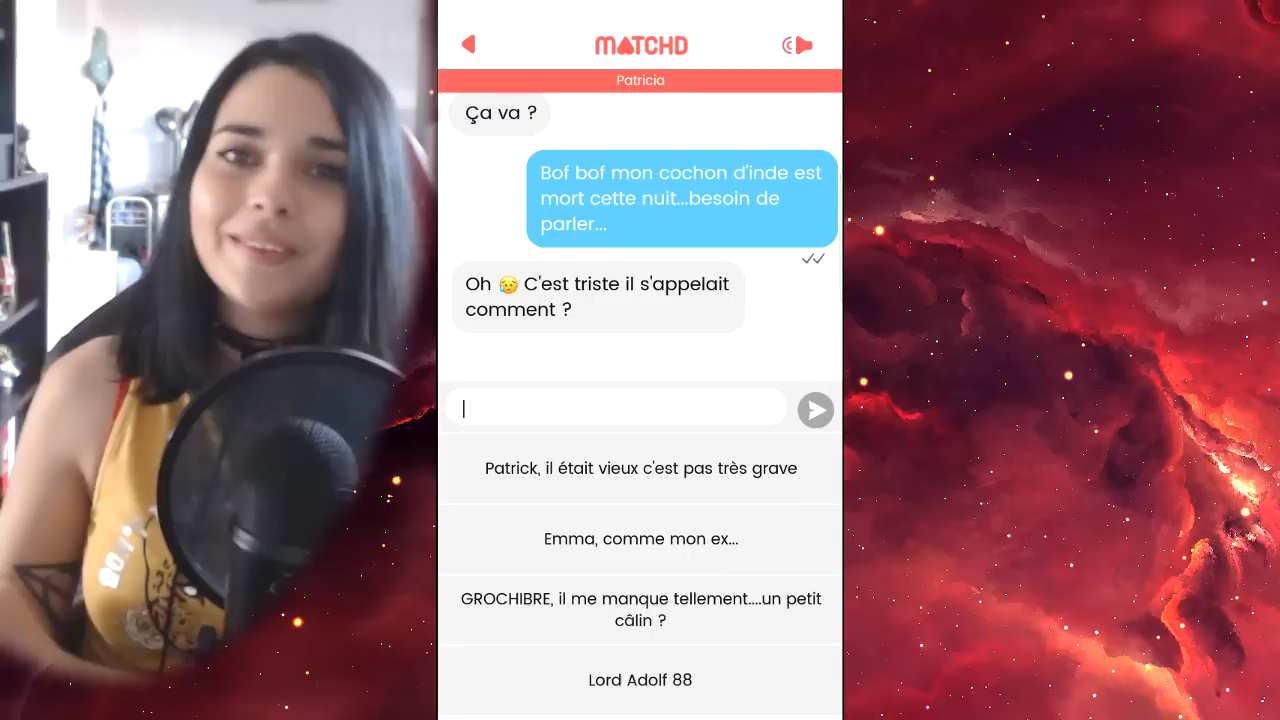 MATCHD
Patricia
Ça va ?
Bof bof mon cochon d'inde est
mort cette nuit...besoin de
parler...
Oh 😥 C'est triste il s'appelait
comment ?
Patrick, il était vieux c'est pas très grave
Emma, comme mon ex...
GROCHIBRE, il me manque tellement....un petit
câlin ?
Lord Adolf 88